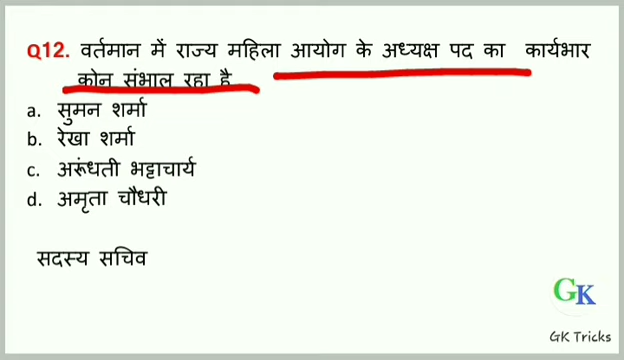 Q12. वर्तमान में राज्य महिला आयोग के अध्यक्ष पद का कार्यभार
कोन संभाल रहा है
a. सुमन शर्मा
b. रेखा शर्मा
c. अरूंधती भट्टाचार्य
d. अमृता चौधरी
सदस्य सचिव
GK
GK Tricks